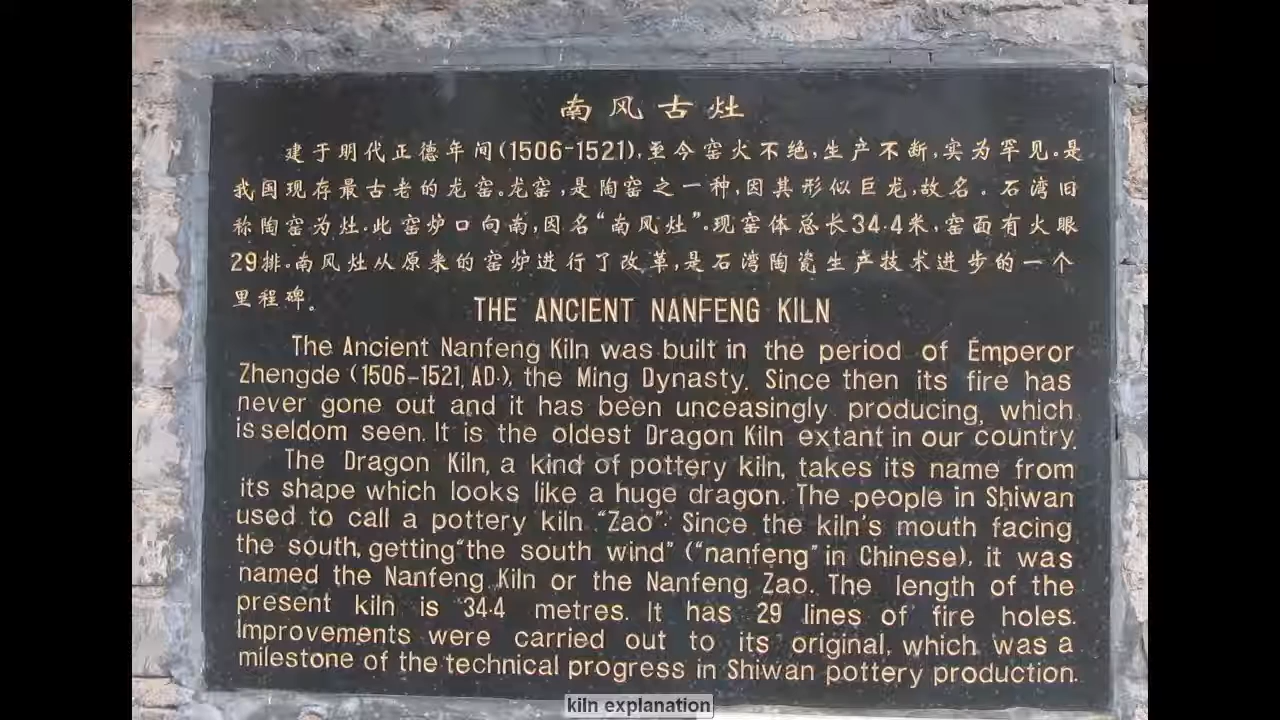 南风古灶
建于明代正德年间(1506-1521),至今窑火不绝,生产不断,实为罕见。是
我国现存最古老的龙窑。龙窑,是陶窑之一种,因其形似巨龙,故名。石湾旧
称陶窑为灶.此窑炉口向南,因名“南风灶”.现窑体总长34.4米,窑面有火眼
29排.南风灶从原来的窑炉进行了改革,是石湾陶瓷生产技术进步的一个
里程碑。
THE ANCIENT NANFENG KILN
The Ancient Nanfeng Kiln was built in the period of Emperor
Zhengde (1506-1521, AD.), the Ming Dynasty. Since then its fire has
never gone out and it has been unceasingly producing, which
is seldom seen. It is the oldest Dragon Kiln extant in our country.
The Dragon Kiln, a kind of pottery kiln, takes its name from
its shape which looks like a huge dragon. The people in Shiwan
used to call a pottery kiln “Zao”. Since the kiln's mouth facing
the south, getting “the south wind” (“nanfeng” in Chinese), it was
named the Nanfeng Kiln or the Nanfeng Zao. The length of the
present kiln is 34.4 metres. It has 29 lines of fire holes.
Improvements were carried out to its original, which was a
milestone of the technical progress in Shiwan pottery production.
kiln explanation